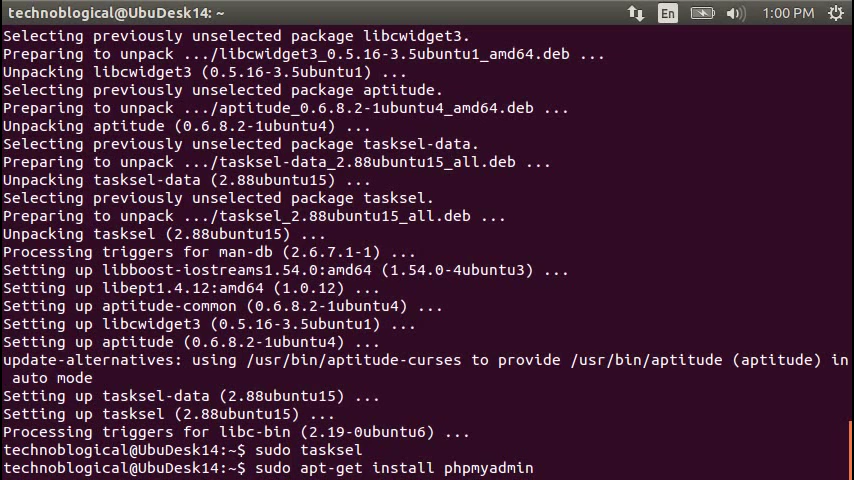 technoblogical@UbuDesk14: ~
En
1:00 PM
Selecting previously unselected package libcwidget3.
Preparing to unpack .../libcwidget3_0.5.16-3.5ubuntu1_amd64.deb ...
Unpacking libcwidget3 (0.5.16-3.5ubuntu1) ...
Selecting previously unselected package aptitude.
Preparing to unpack .../aptitude_0.6.8.2-1ubuntu4_amd64.deb ...
Unpacking aptitude (0.6.8.2-1ubuntu4) ...
Selecting previously unselected package tasksel-data.
Preparing to unpack .../tasksel-data_2.88ubuntu15_all.deb ...
Unpacking tasksel-data (2.88ubuntu15) ...
Selecting previously unselected package tasksel.
Preparing to unpack .../tasksel_2.88ubuntu15_all.deb ...
Unpacking tasksel (2.88ubuntu15) ...
Processing triggers for man-db (2.6.7.1-1) ...
Setting up libboost-iostreams1.54.0:amd64 (1.54.0-4ubuntu3) ...
Setting up libept1.4.12:amd64 (1.0.12) ...
Setting up aptitude-common (0.6.8.2-1ubuntu4) ...
Setting up libcwidget3 (0.5.16-3.5ubuntu1) ...
Setting up aptitude (0.6.8.2-1ubuntu4) ...
update-alternatives: using /usr/bin/aptitude-curses to provide /usr/bin/aptitude (aptitude) in
auto mode
Setting up tasksel-data (2.88ubuntu15) ...
Setting up tasksel (2.88ubuntu15) ...
Processing triggers for libc-bin (2.19-0ubuntu6) ...
technoblogical@UbuDesk14:~$ sudo tasksel
technoblogical@UbuDesk14:~$ sudo apt-get install phpmyadmin